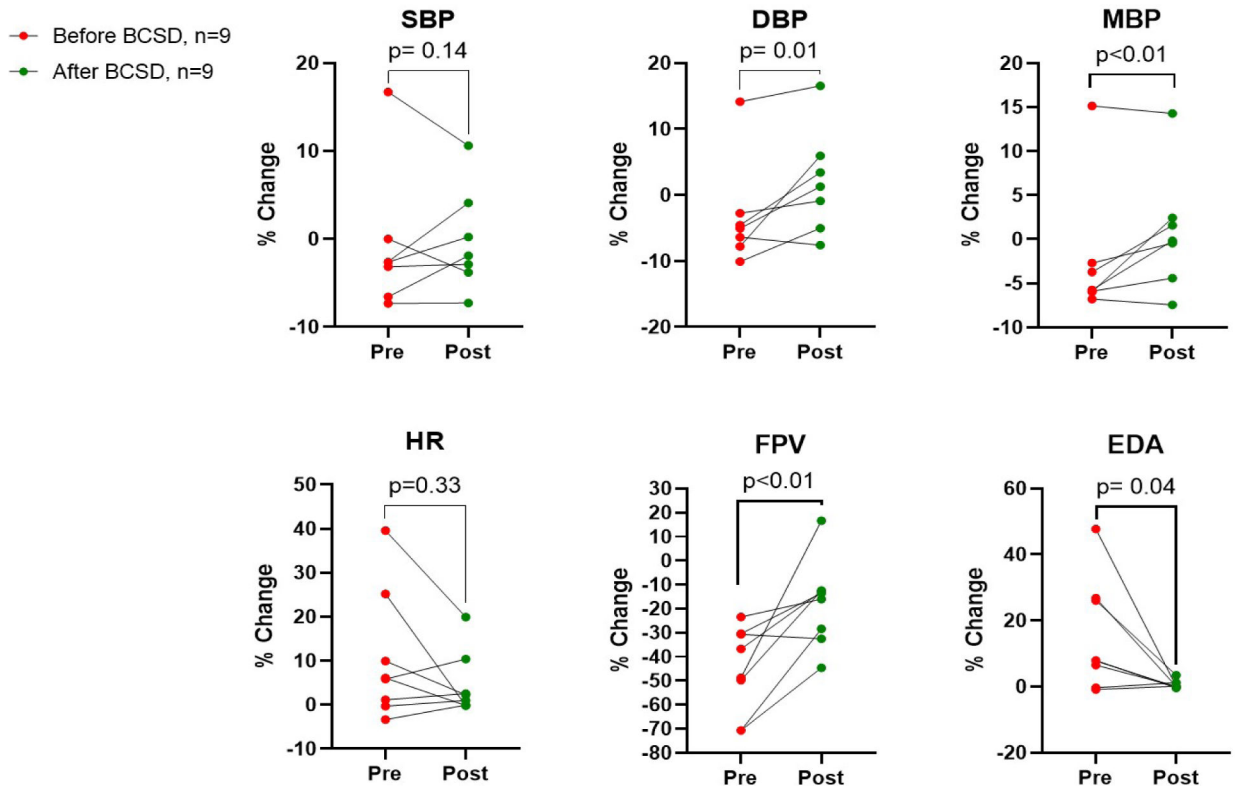 Before BCSD, n=9
After BCSD, n=9
SBP
p= 0.14
% Change
20
10
0
-10
Pre
Post
DBP
p= 0.01
% Change
20
10
0
-10
-20
Pre
Post
MBP
p<0.01
% Change
20
15
10
5
0
-5
-10
Pre
Post
HR
p=0.33
% Change
50
40
30
20
10
0
-10
Pre
Post
FPV
p<0.01
% Change
30
20
10
0
-10
-20
-30
-40
-50
-60
-70
-80
Pre
Post
EDA
p= 0.04
% Change
60
40
20
0
-20
Pre
Post